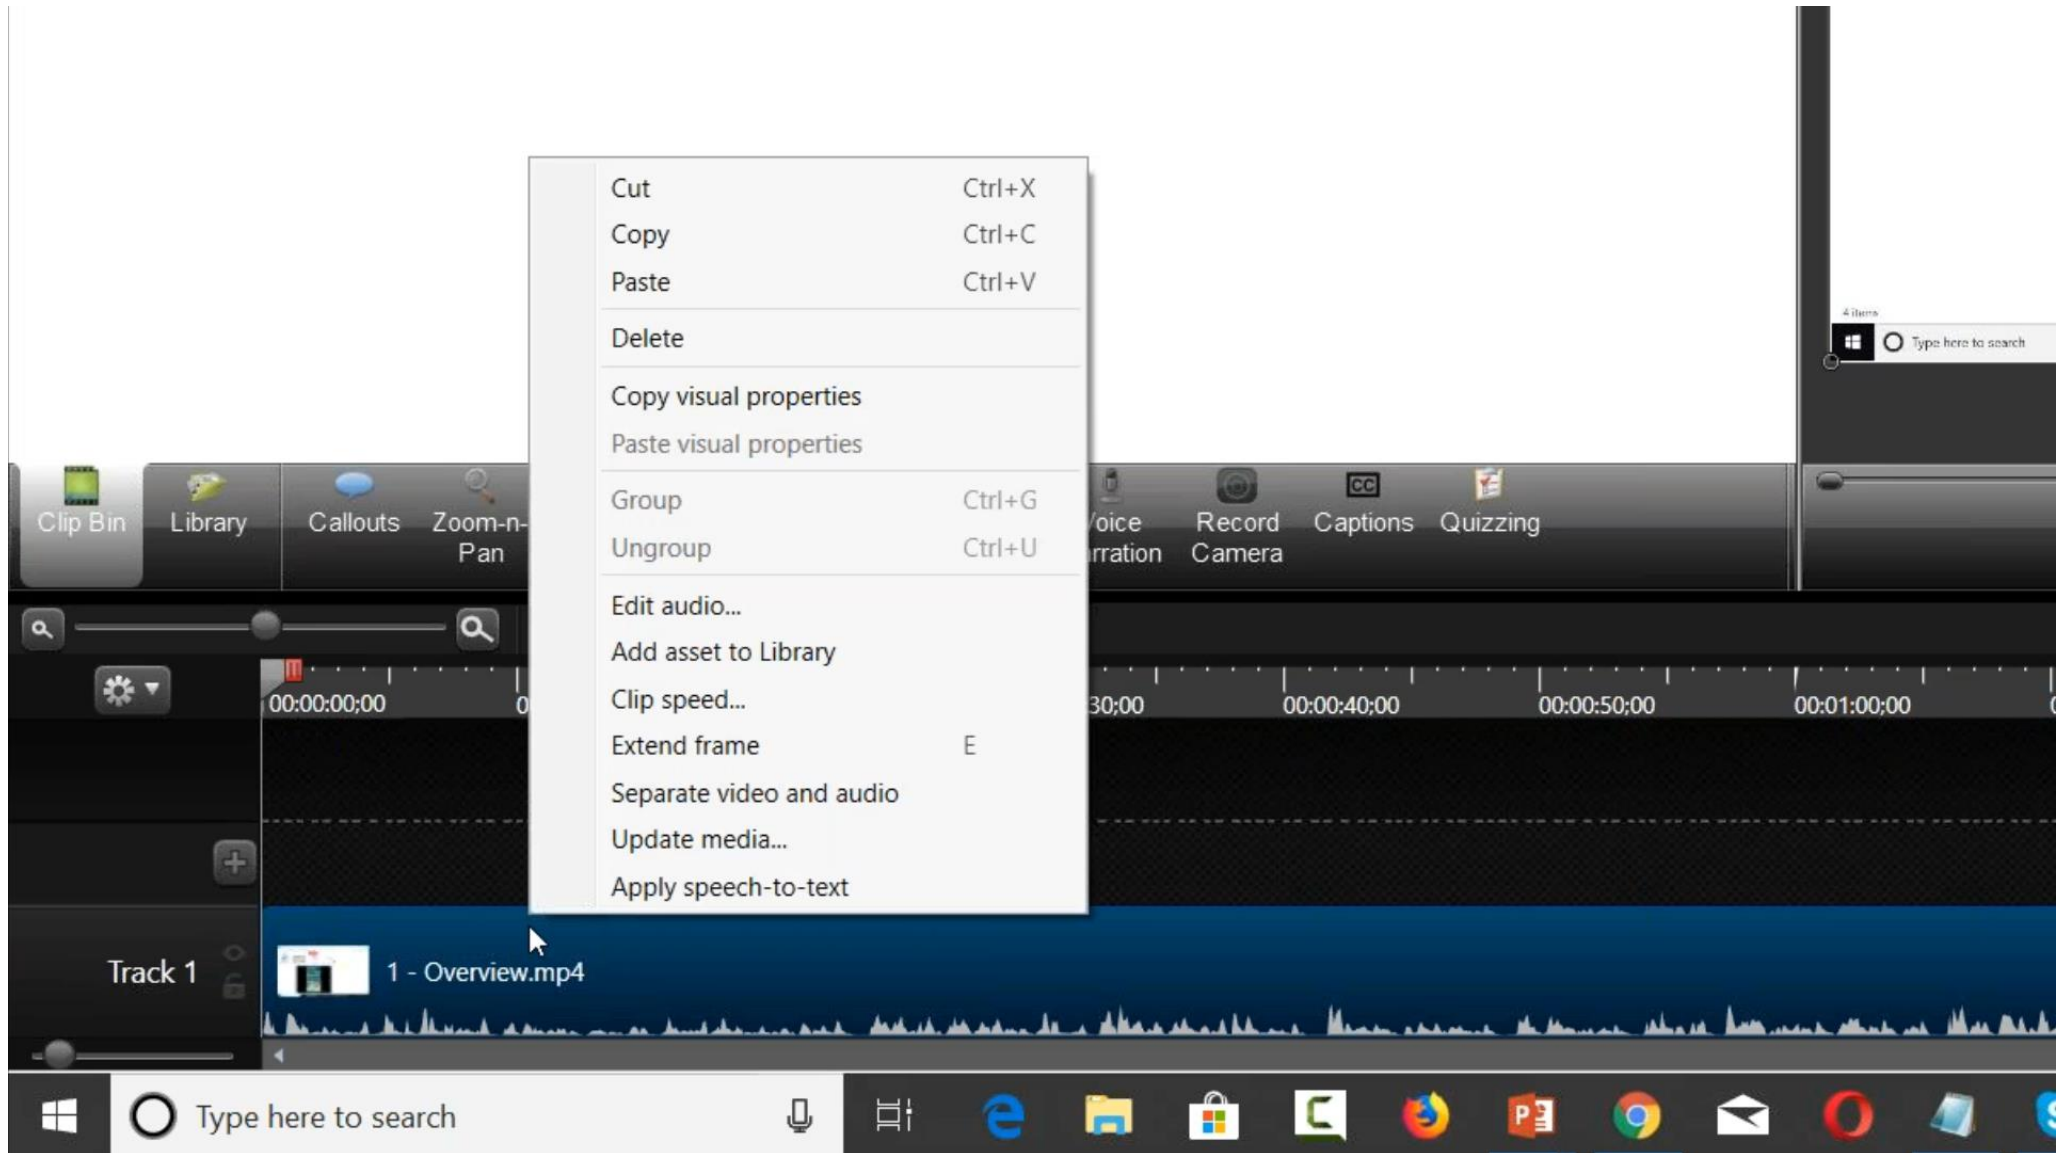 Cut Ctrl+X
Copy Ctrl+C
Paste Ctrl+V
Delete
Copy visual properties
Paste visual properties
Group Ctrl+G
Ungroup Ctrl+U
Edit audio...
Add asset to Library
Clip speed...
Extend frame E
Separate video and audio
Update media...
Apply speech-to-text
4 items
Type here to search
Clip Bin
Library
Callouts
Zoom-n-
Pan
oice
rration
Record
Camera
CC
Captions
Quizzing
00:00:00;00 0 30;00 00:00:40;00 00:00:50;00 00:01:00;00
Track 1
1 - Overview.mp4
Type here to search